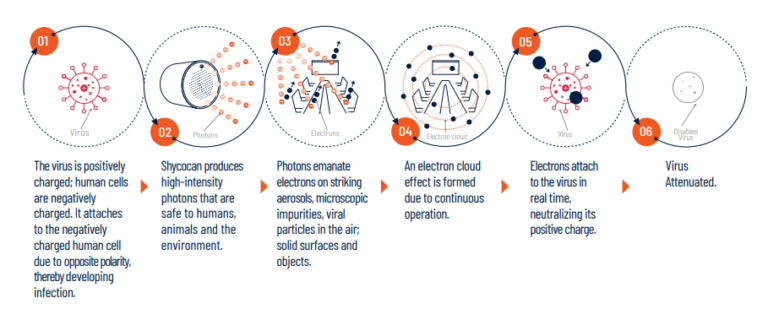 01
Virus
The virus is positively
charged; human cells
are negatively
charged. It attaches
to the negatively
charged human cell
due to opposite polarity,
thereby developing
infection.
02
Photons
Shycocan produces
high-intensity
photons that are
safe to humans,
animals and the
environment.
03
Electrons
Photons emanate
electrons on striking
aerosols, microscopic
impurities, viral
particles in the air;
solid surfaces and
objects.
04
Electron cloud
An electron cloud
effect is formed
due to continuous
operation.
05
Virus
Electrons attach
to the virus in
real time,
neutralizing its
positive charge.
06
Disabled
Virus
Virus
Attenuated.